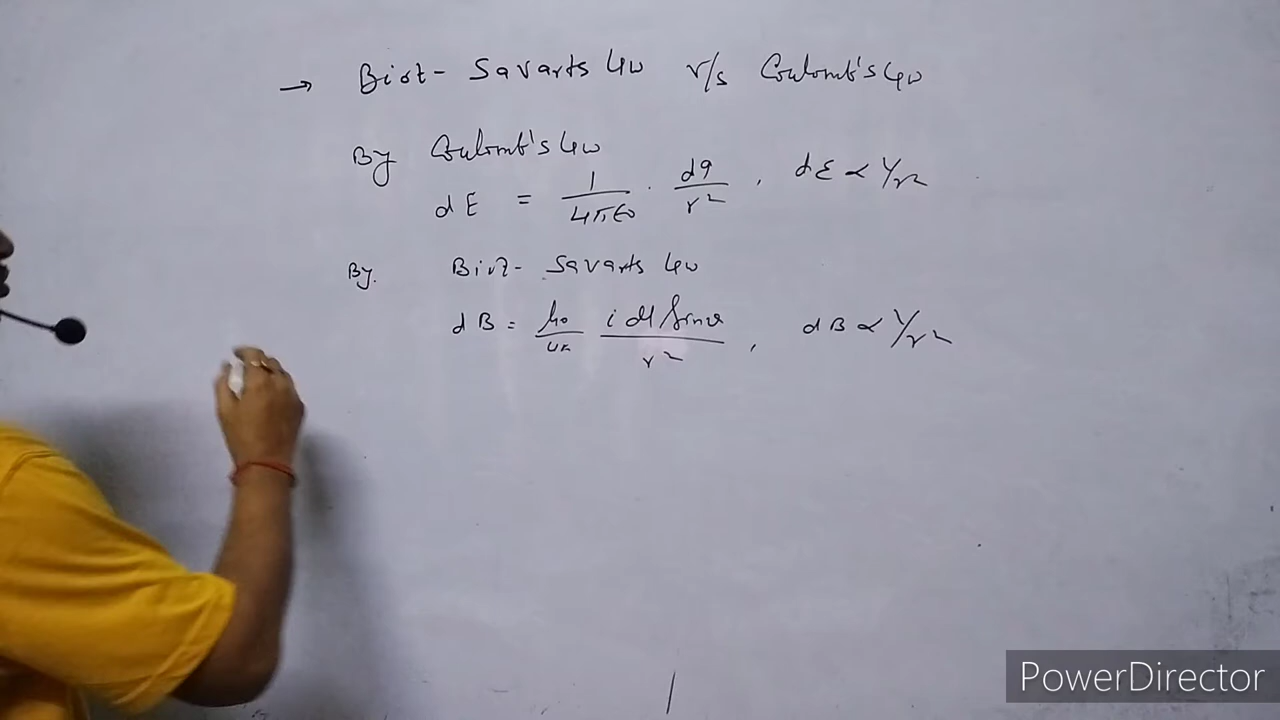 → Biot - Savarts Law v/s Coulomb's Law
By Coulomb's Law
dE = 1/4πε₀ · dq/r², dE ∝ 1/r²
By. Biot - Savarts Law
dB = μ₀/4π i dl Sinθ/r², dB ∝ 1/r²
PowerDirector